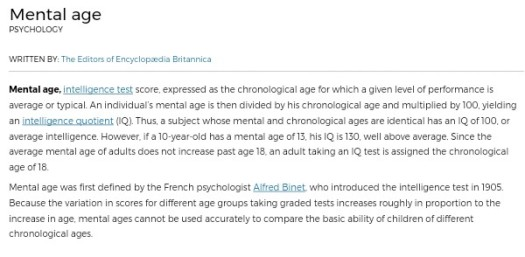 Mental age
PSYCHOLOGY
WRITTEN BY: The Editors of Encyclopædia Britannica
Mental age, intelligence test score, expressed as the chronological age for which a given level of performance is
average or typical. An individual's mental age is then divided by his chronological age and multiplied by 100, yielding
an intelligence quotient (IQ). Thus, a subject whose mental and chronological ages are identical has an IQ of 100, or
average intelligence. However, if a 10-year-old has a mental age of 13, his IQ is 130, well above average. Since the
average mental age of adults does not increase past age 18, an adult taking an IQ test is assigned the chronological
age of 18.
Mental age was first defined by the French psychologist Alfred Binet, who introduced the intelligence test in 1905.
Because the variation in scores for different age groups taking graded tests increases roughly in proportion to the
increase in age, mental ages cannot be used accurately to compare the basic ability of children of different
chronological ages.